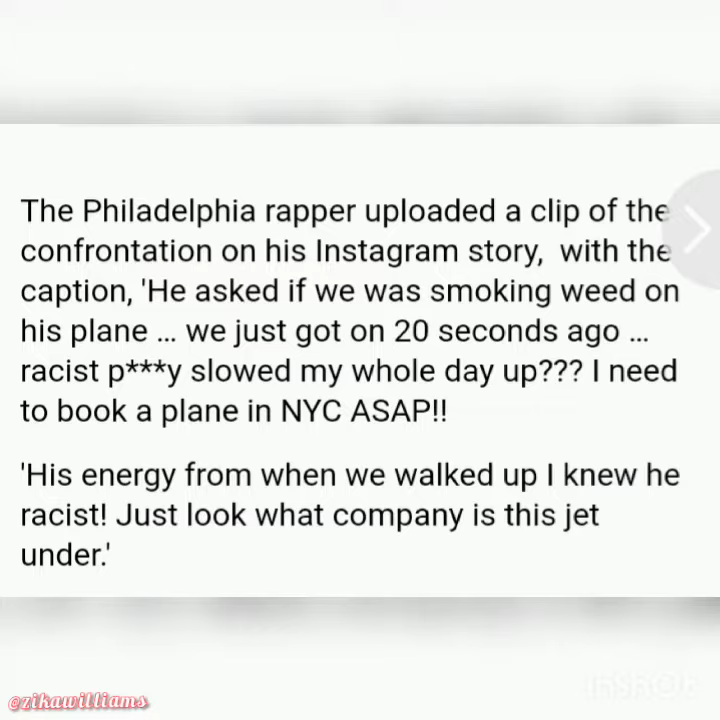 The Philadelphia rapper uploaded a clip of the
confrontation on his Instagram story,  with the
caption, 'He asked if we was smoking weed on
his plane ... we just got on 20 seconds ago ...
racist p***y slowed my whole day up??? I need
to book a plane in NYC ASAP!!
'His energy from when we walked up I knew he
racist! Just look what company is this jet
under.'
@zikawilliams